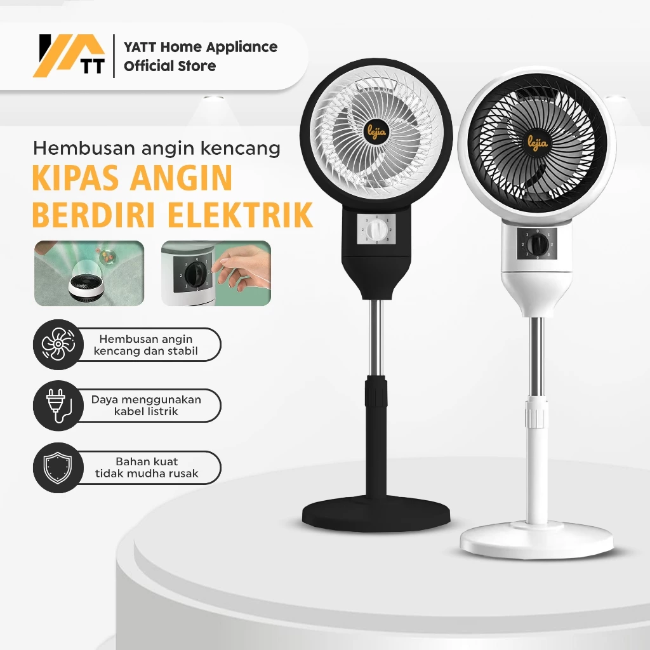 TT
YATT Home Appliance
Official Store
Hembusan angin kencang
KIPAS ANGIN
BERDIRI ELEKTRIK
Hembusan angin
kencang dan stabil
Daya menggunakan
kabel listrik
Bahan kuat
tidak mudha rusak
lejia
lejia